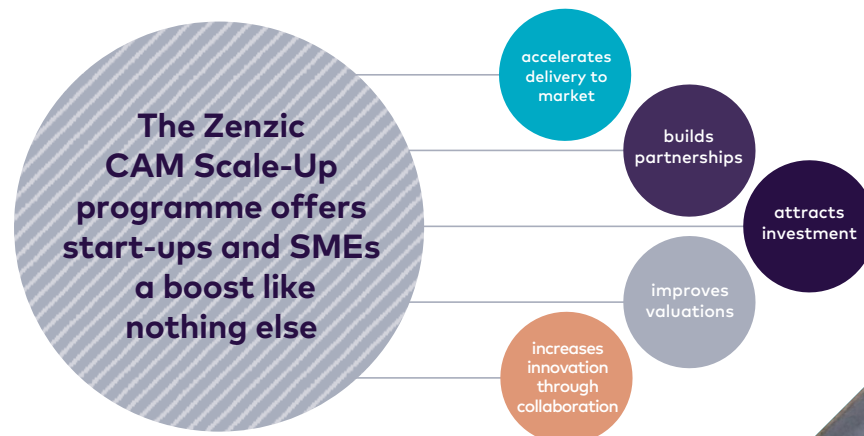 The Zenzic
CAM Scale-Up
programme offers
start-ups and SMEs
a boost like
nothing else
accelerates
delivery to
market
builds
partnerships
attracts
investment
improves
valuations
increases
innovation
through
collaboration